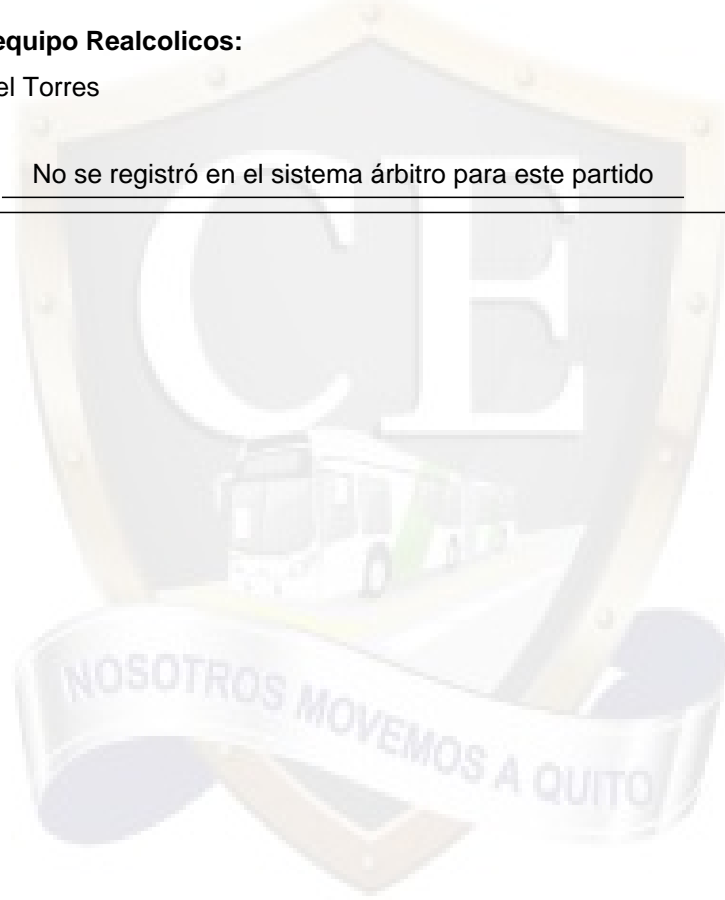 equipo Realcolicos:
el Torres
No se registró en el sistema árbitro para este partido
CE
NOSOTROS MOVEMOS A QUITO